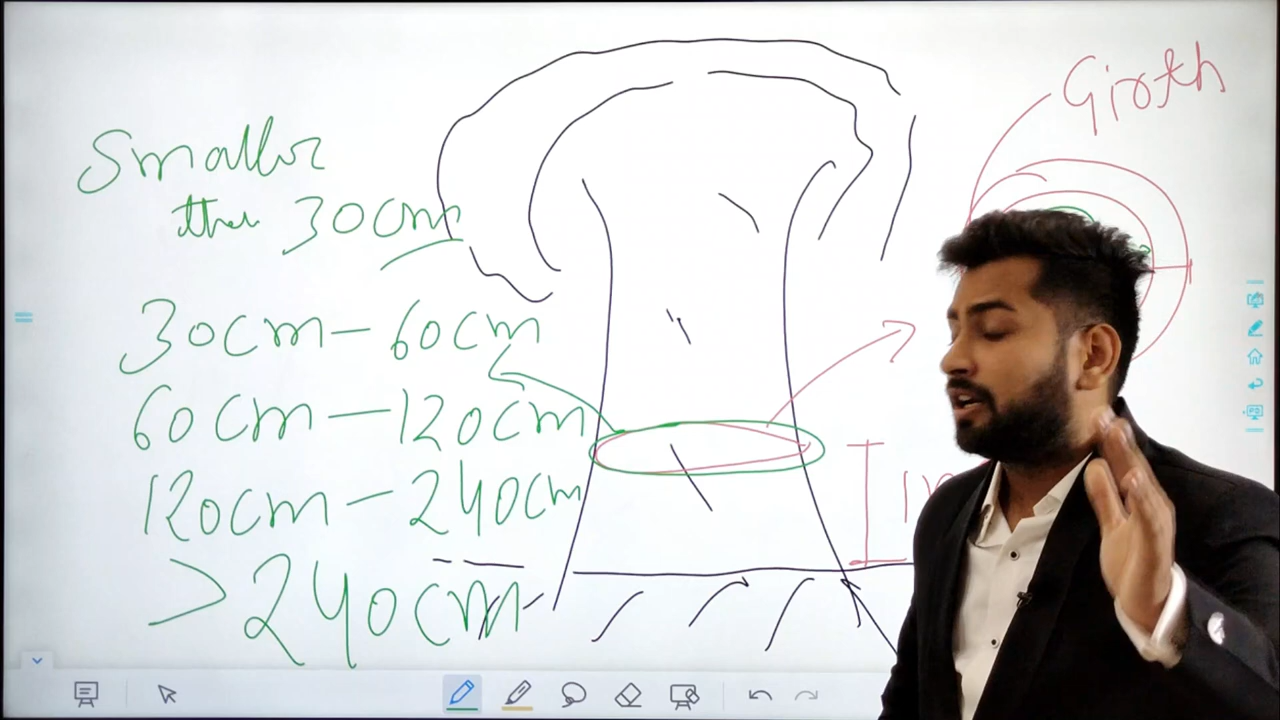 Smaller
than 30cm
30cm - 60cm
60cm - 120cm
120cm - 240cm
>240cm
Girth